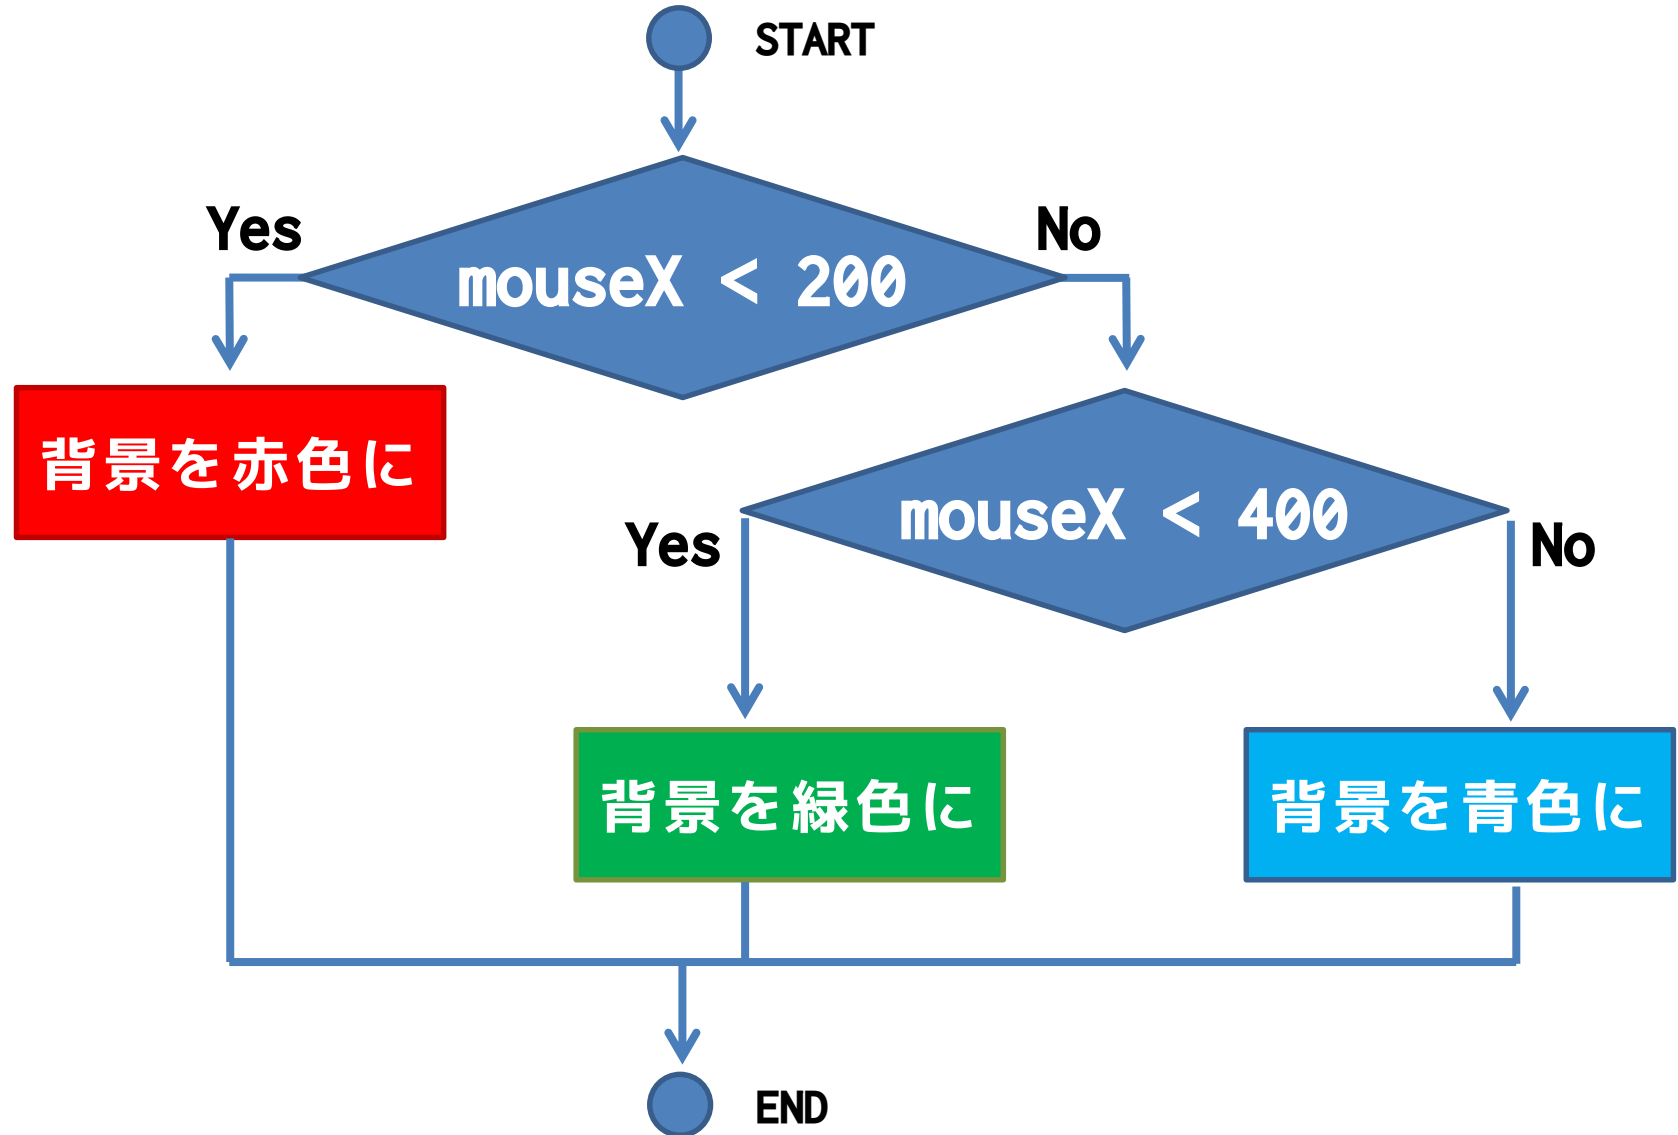 START
Yes
No
mouseX < 200
背景を赤色に
mouseX < 400
Yes
No
背景を緑色に
背景を青色に
END